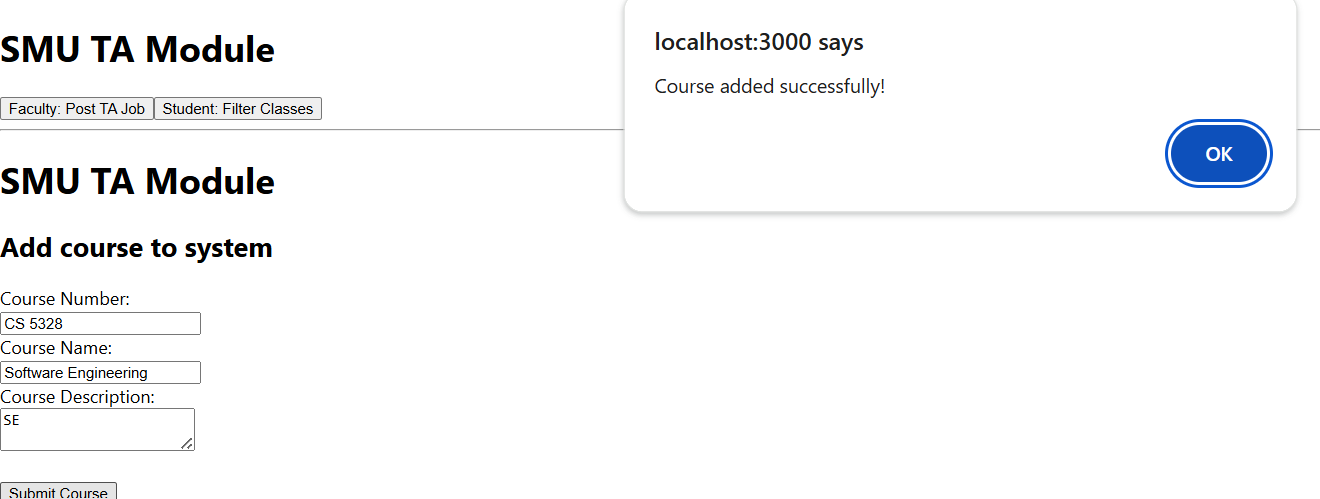 SMU TA Module
Faculty: Post TA Job Student: Filter Classes
localhost:3000 says
Course added successfully!
OK
SMU TA Module
Add course to system
Course Number:
CS 5328
Course Name:
Software Engineering
Course Description:
SE
Submit Course